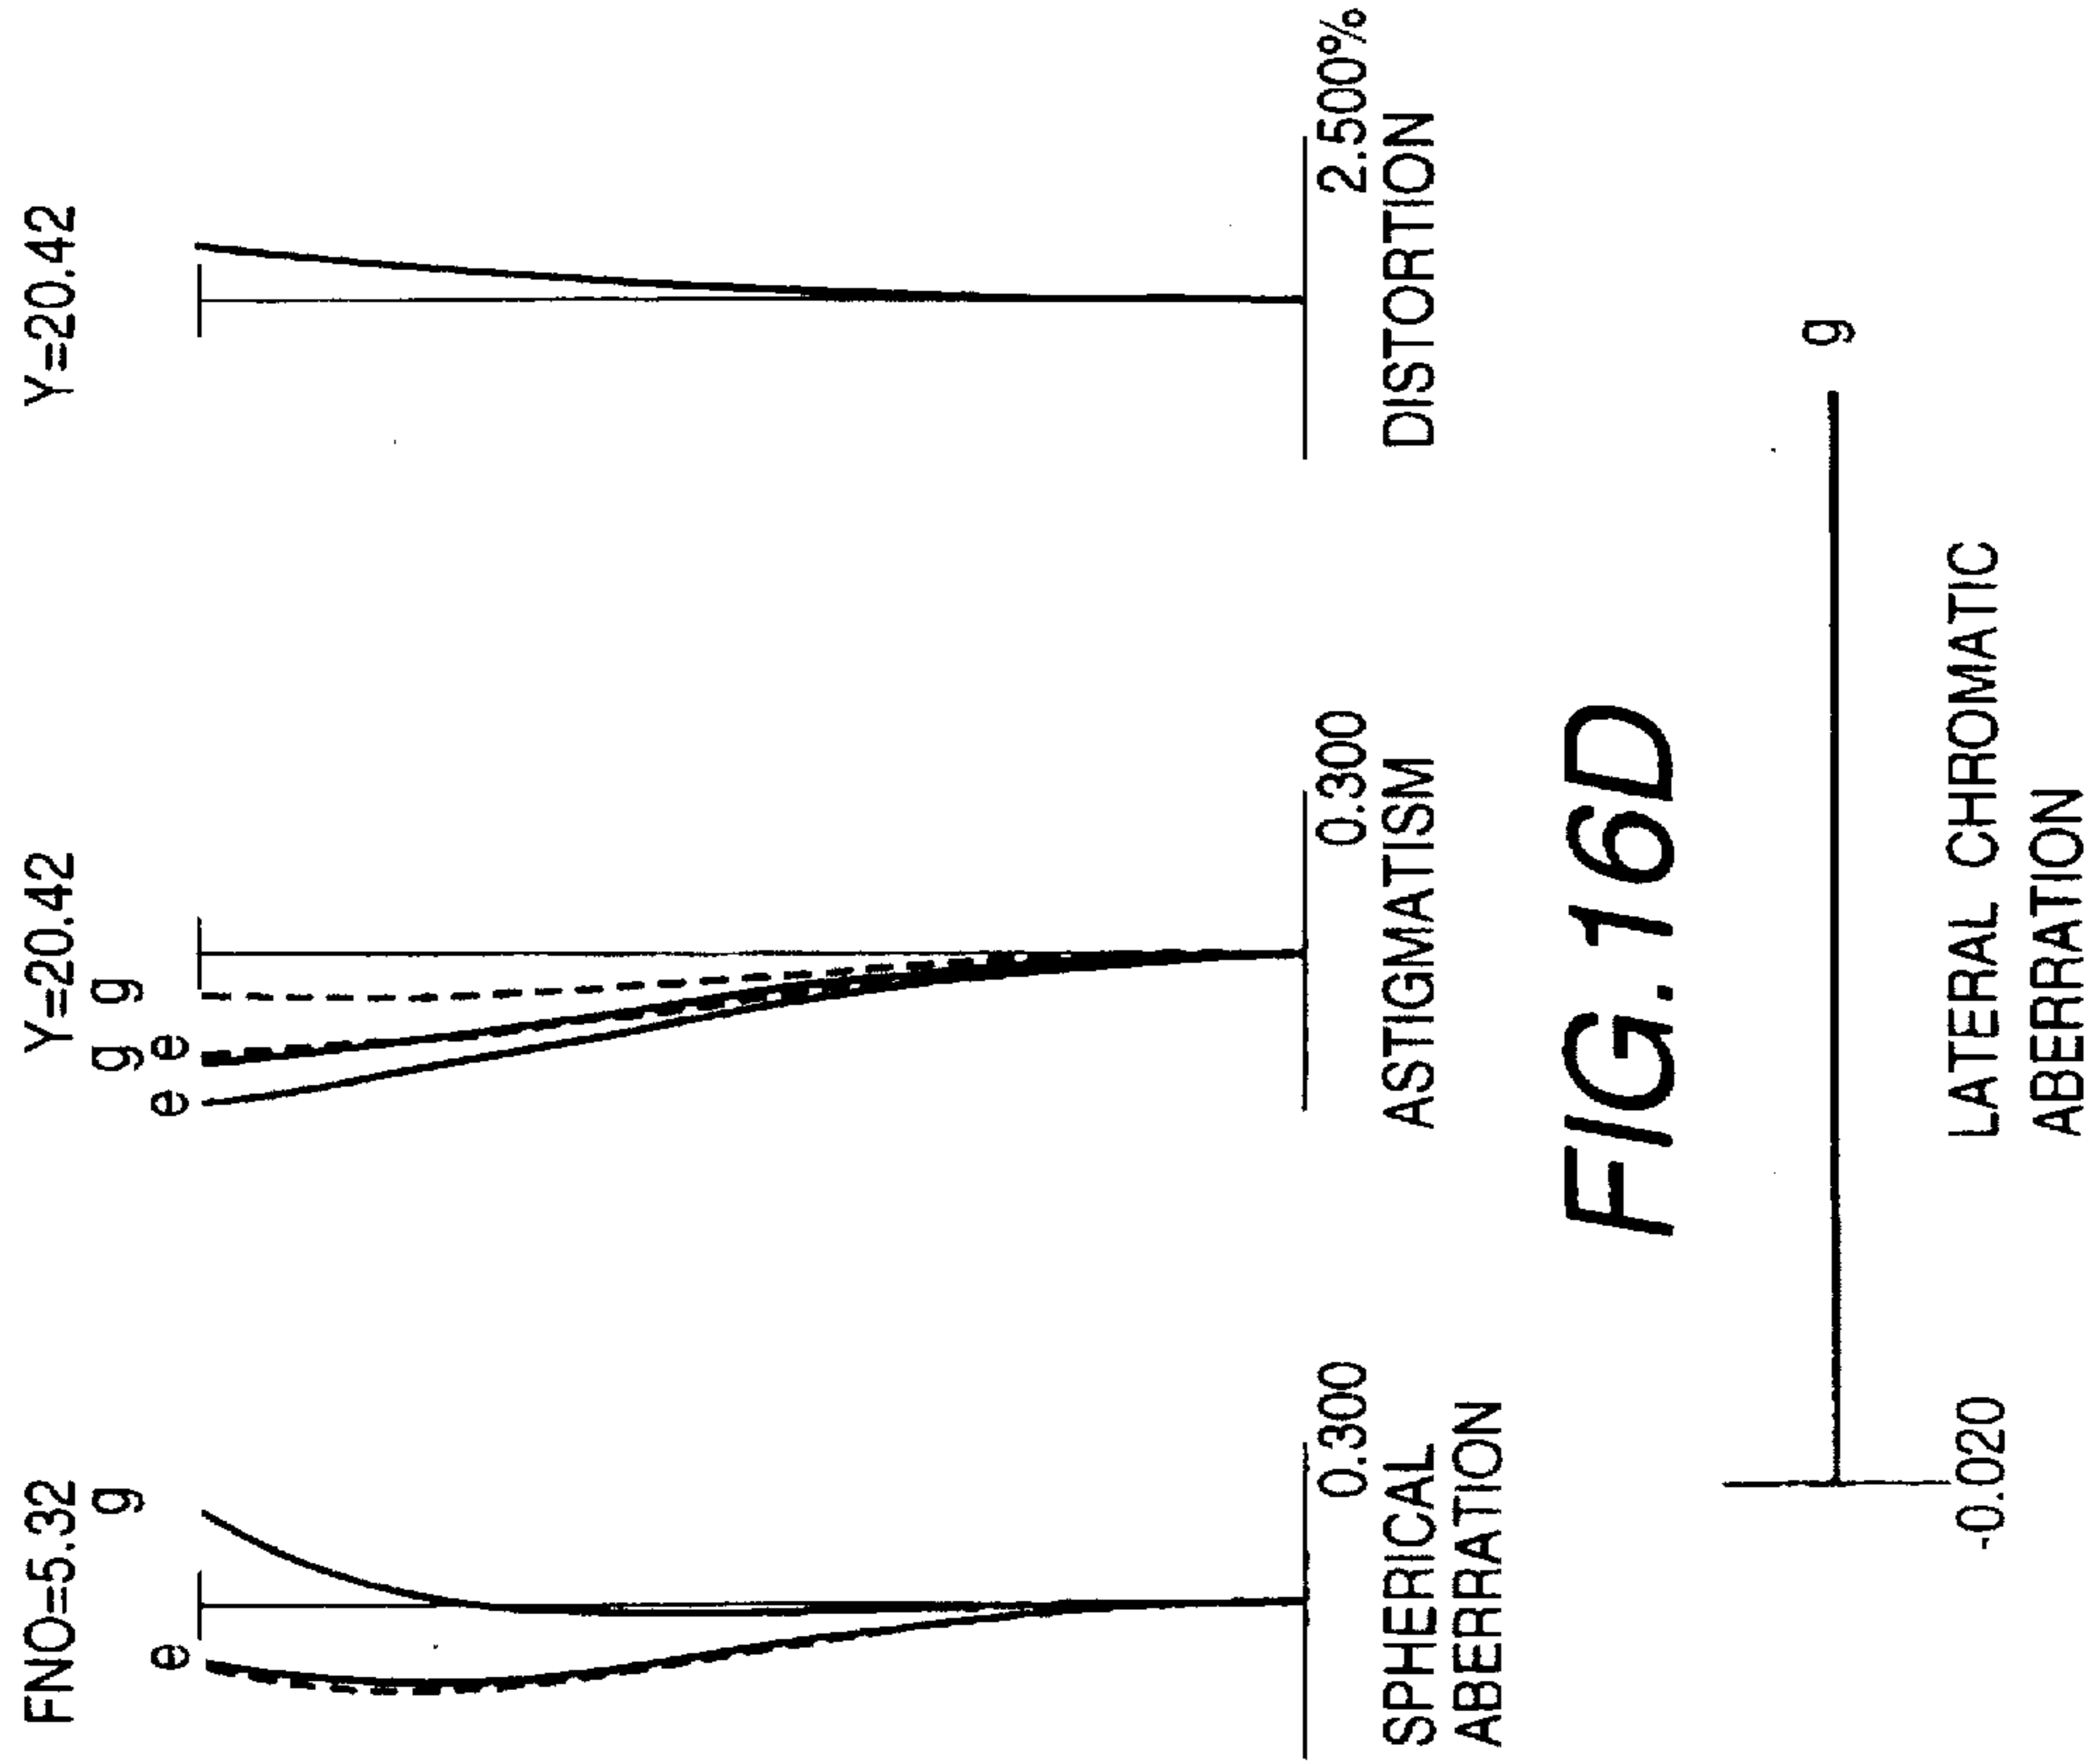 FNO=5.32
g
e
0.300
SPHERICAL
ABERRATION
Y=20.42
g g
e e
0.300
ASTIGMATISM
Y=20.42
2.500%
DISTORTION
FIG. 16D
g
-0.020
LATERAL CHROMATIC
ABERRATION